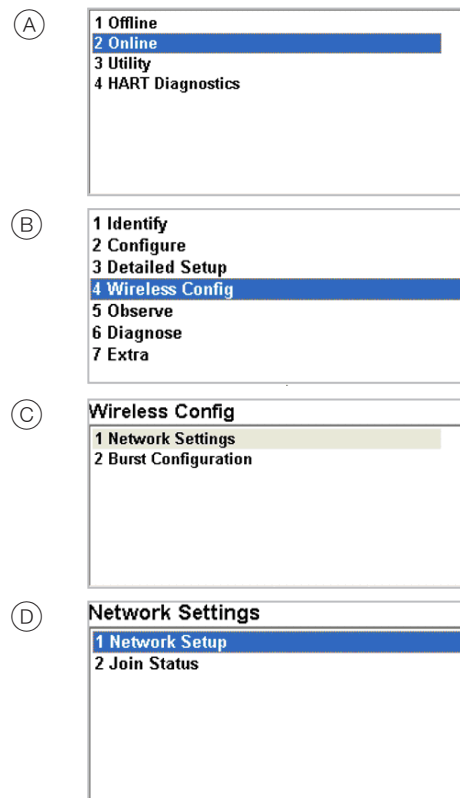 A
1 Offline
2 Online
3 Utility
4 HART Diagnostics
B
1 Identify
2 Configure
3 Detailed Setup
4 Wireless Config
5 Observe
6 Diagnose
7 Extra
C
Wireless Config
1 Network Settings
2 Burst Configuration
D
Network Settings
1 Network Setup
2 Join Status